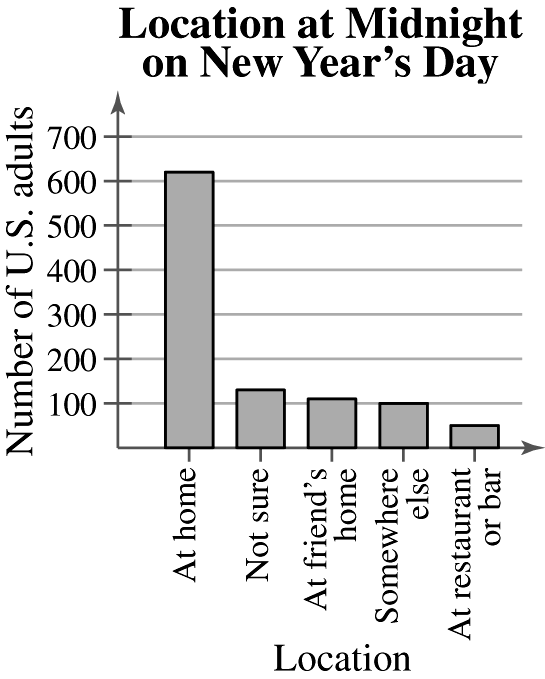 Location at Midnight
on New Year's Day
Number of U.S. adults
700
600
500
400
300
200
100
At home
Not sure
At friend's
home
Somewhere
else
At restaurant
or bar
Location